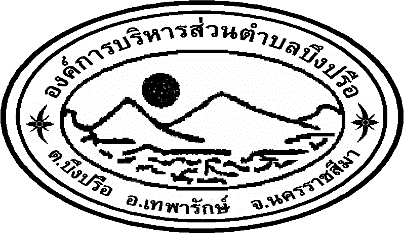 องค์การบริหารส่วนตำบลบึงปรือ
ต.บึงปรือ อ.เทพารักษ์ จ.นครราชสีมา